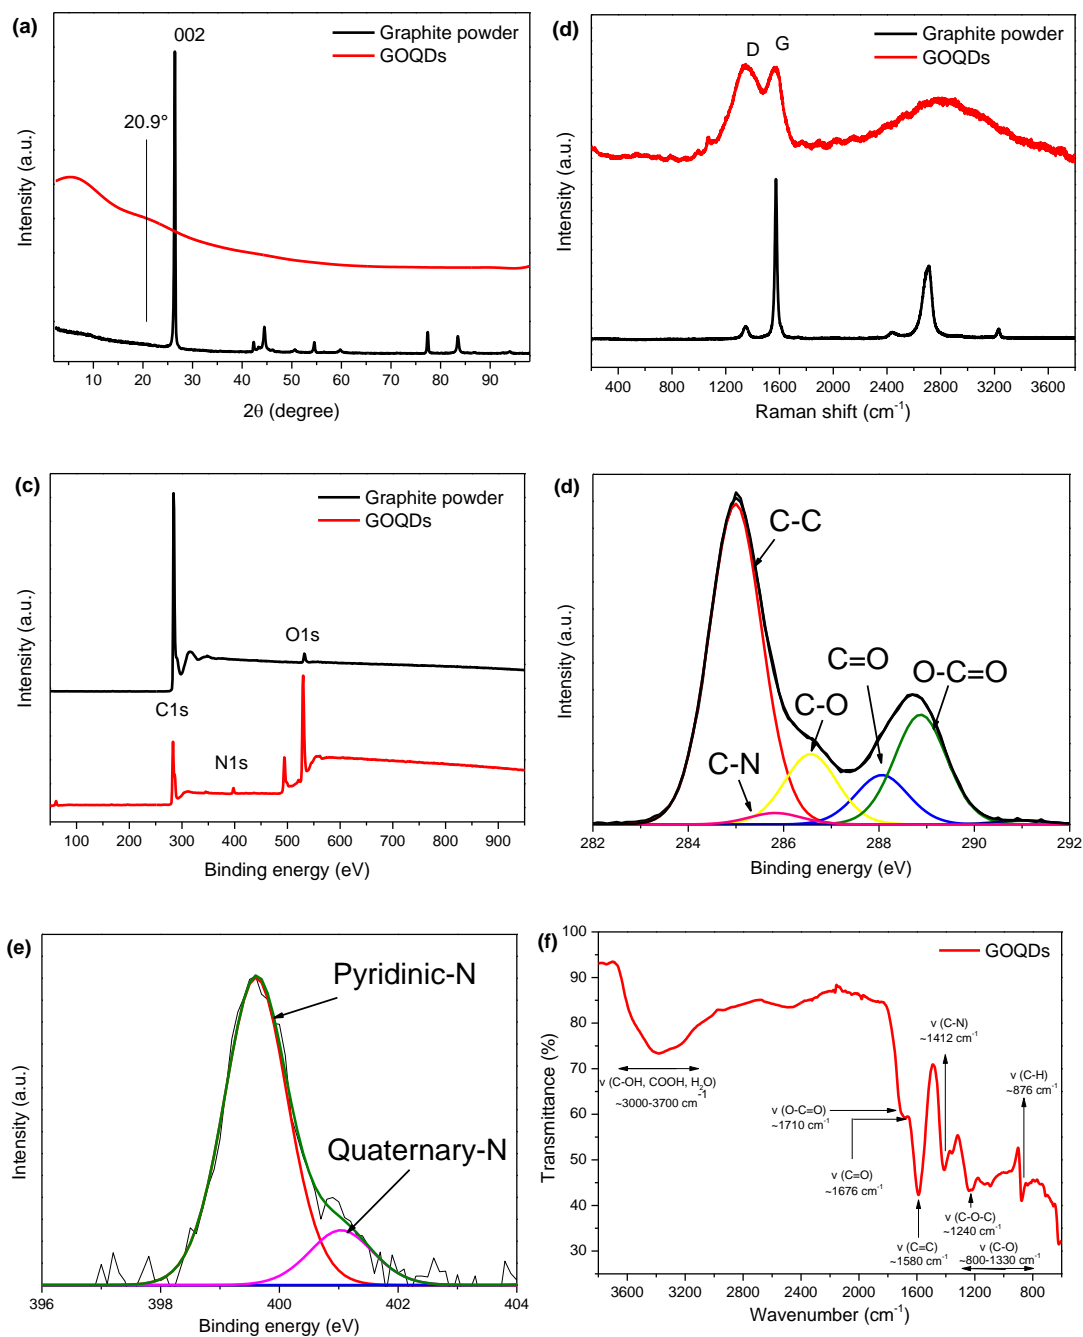 (a)
002
Graphite powder
GOQDs
20.9°
Intensity (a.u.)
10 20 30 40 50 60 70 80 90
2θ (degree)
(d)
D G
Graphite powder
GOQDs
Intensity (a.u.)
400 800 1200 1600 2000 2400 2800 3200 3600
Raman shift (cm-1)
(c)
Graphite powder
GOQDs
O1s
C1s
N1s
Intensity (a.u.)
100 200 300 400 500 600 700 800 900
Binding energy (eV)
(d)
C-C
C=O
O-C=O
C-O
C-N
Intensity (a.u.)
282 284 286 288 290 292
Binding energy (eV)
(e)
Pyridinic-N
Quaternary-N
Intensity (a.u.)
396 398 400 402 404
Binding energy (eV)
(f)
GOQDs
100
90
80
70
60
50
40
30
Transmittance (%)
ν (C-OH, COOH, H2O)
~3000-3700 cm-1
ν (O-C=O)
~1710 cm-1
ν (C=O)
~1676 cm-1
ν (C=C)
~1580 cm-1
ν (C-N)
~1412 cm-1
ν (C-O-C)
~1240 cm-1
ν (C-O)
~800-1330 cm-1
ν (C-H)
~876 cm-1
3600 3200 2800 2400 2000 1600 1200 800
Wavenumber (cm-1)